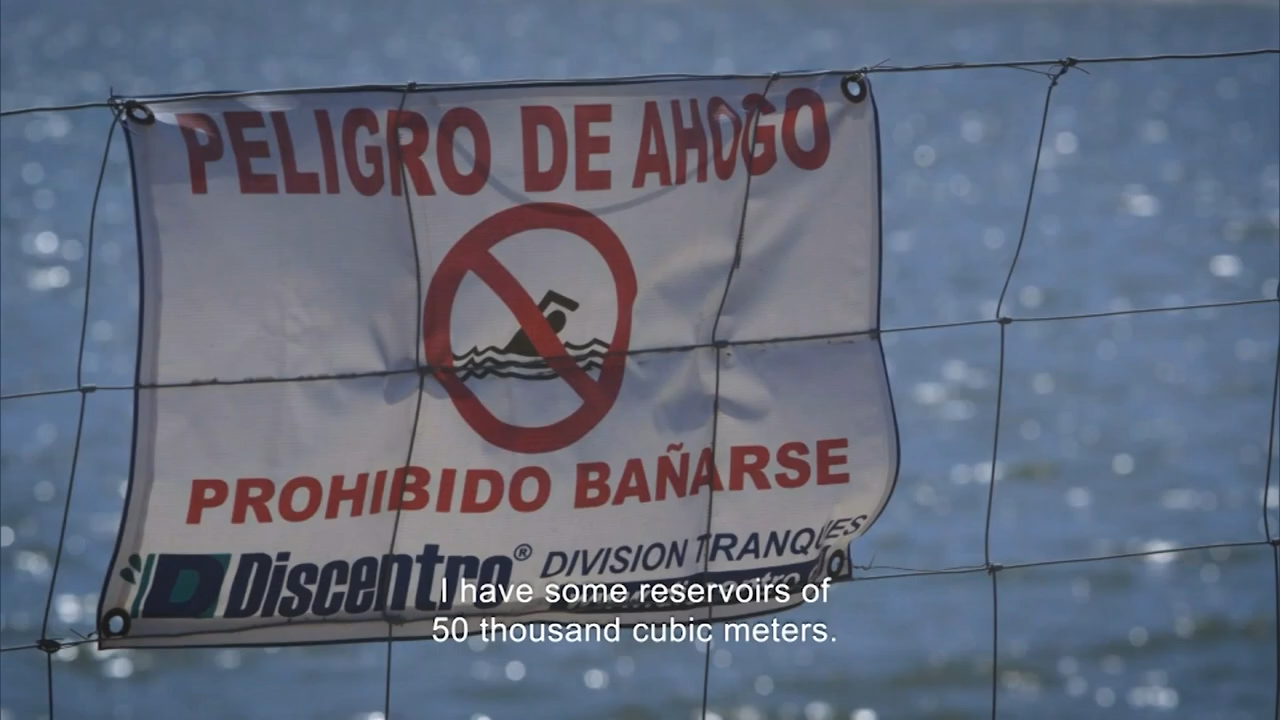 PELIGRO DE AHOGO
PROHIBIDO BAÑARSE
Discentro® DIVISION TRANQUES
I have some reservoirs of
50 thousand cubic meters.